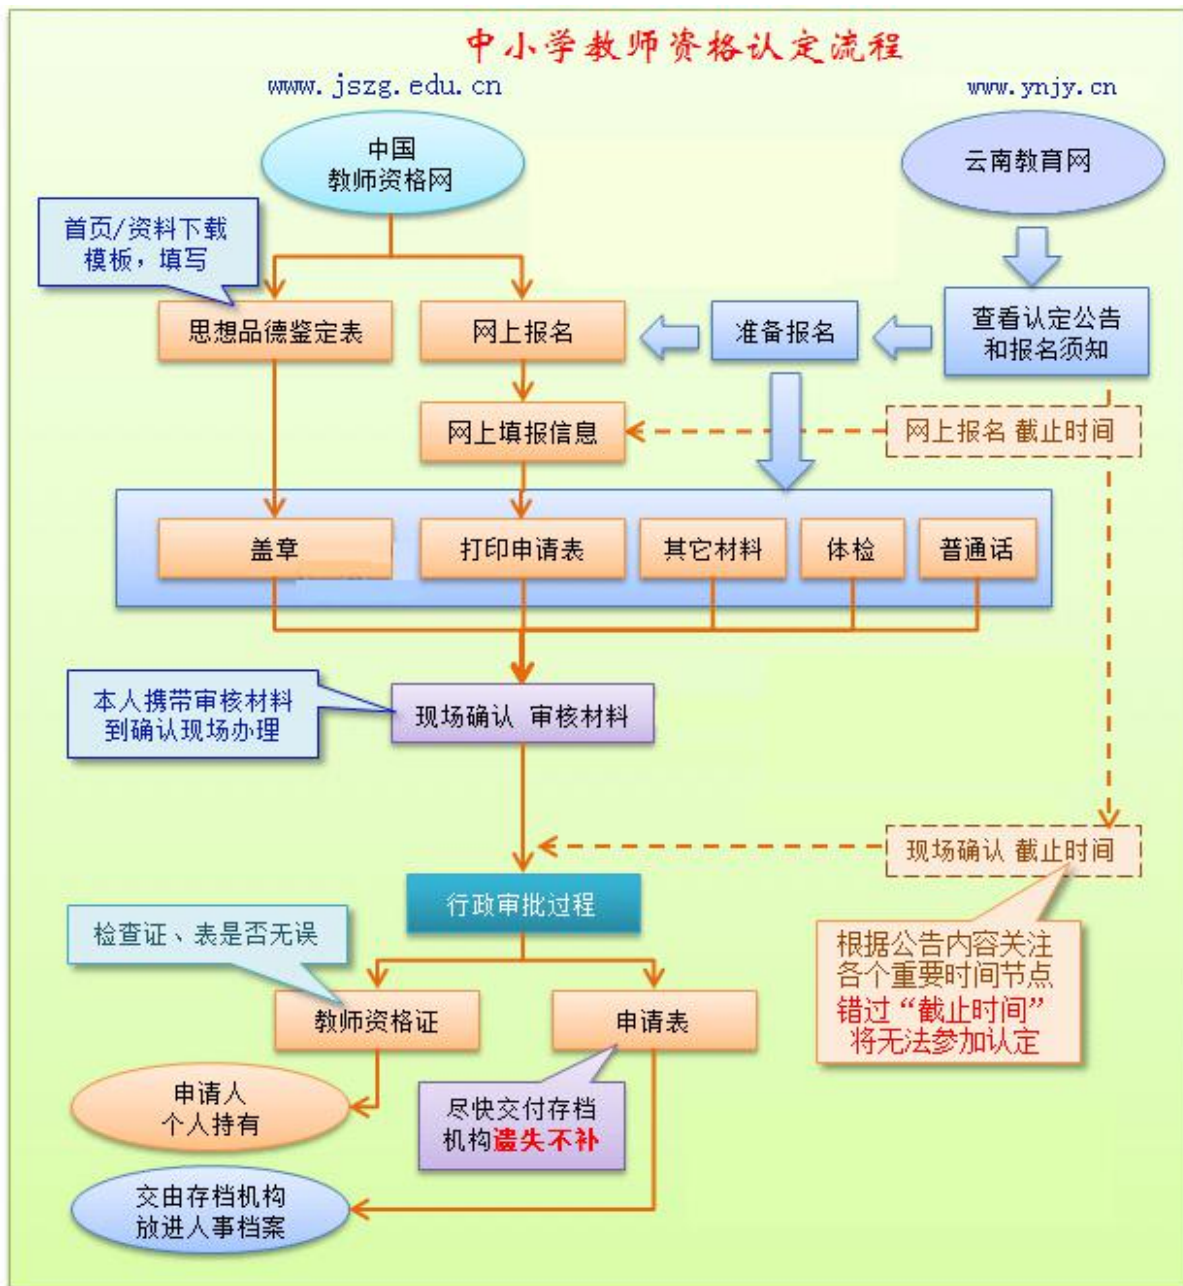 中小学教师资格认定流程
www.jszg.edu.cn
www.ynjy.cn
中国
教师资格网
云南教育网
首页/资料下载
模板，填写
思想品德鉴定表
网上报名
准备报名
查看认定公告
和报名须知
网上填报信息
网上报名 截止时间
盖章
打印申请表
其它材料
体检
普通话
本人携带审核材料
到确认现场办理
现场确认 审核材料
现场确认 截止时间
行政审批过程
检查证、表是否无误
根据公告内容关注
各个重要时间节点
错过“截止时间”
将无法参加认定
教师资格证
申请表
申请人
个人持有
尽快交付存档
机构遗失不补
交由存档机构
放进人事档案